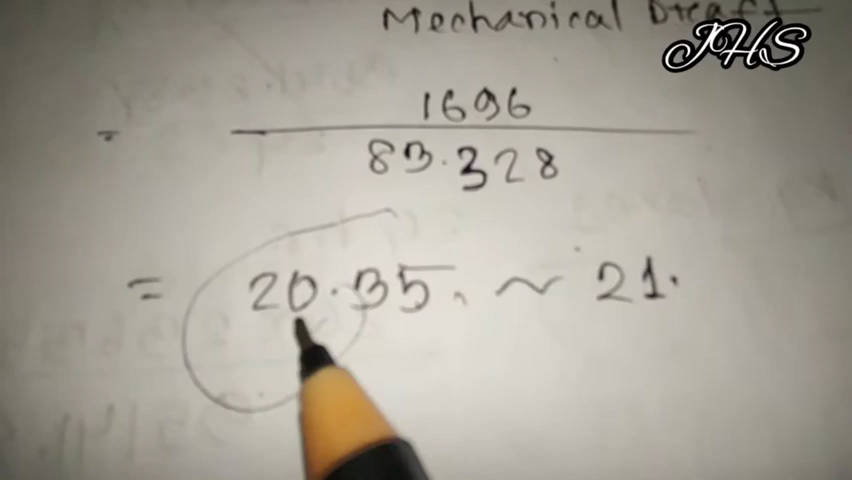 Mechanical Draft
JHS
= 1696
83.328
= 20.35. ~ 21.